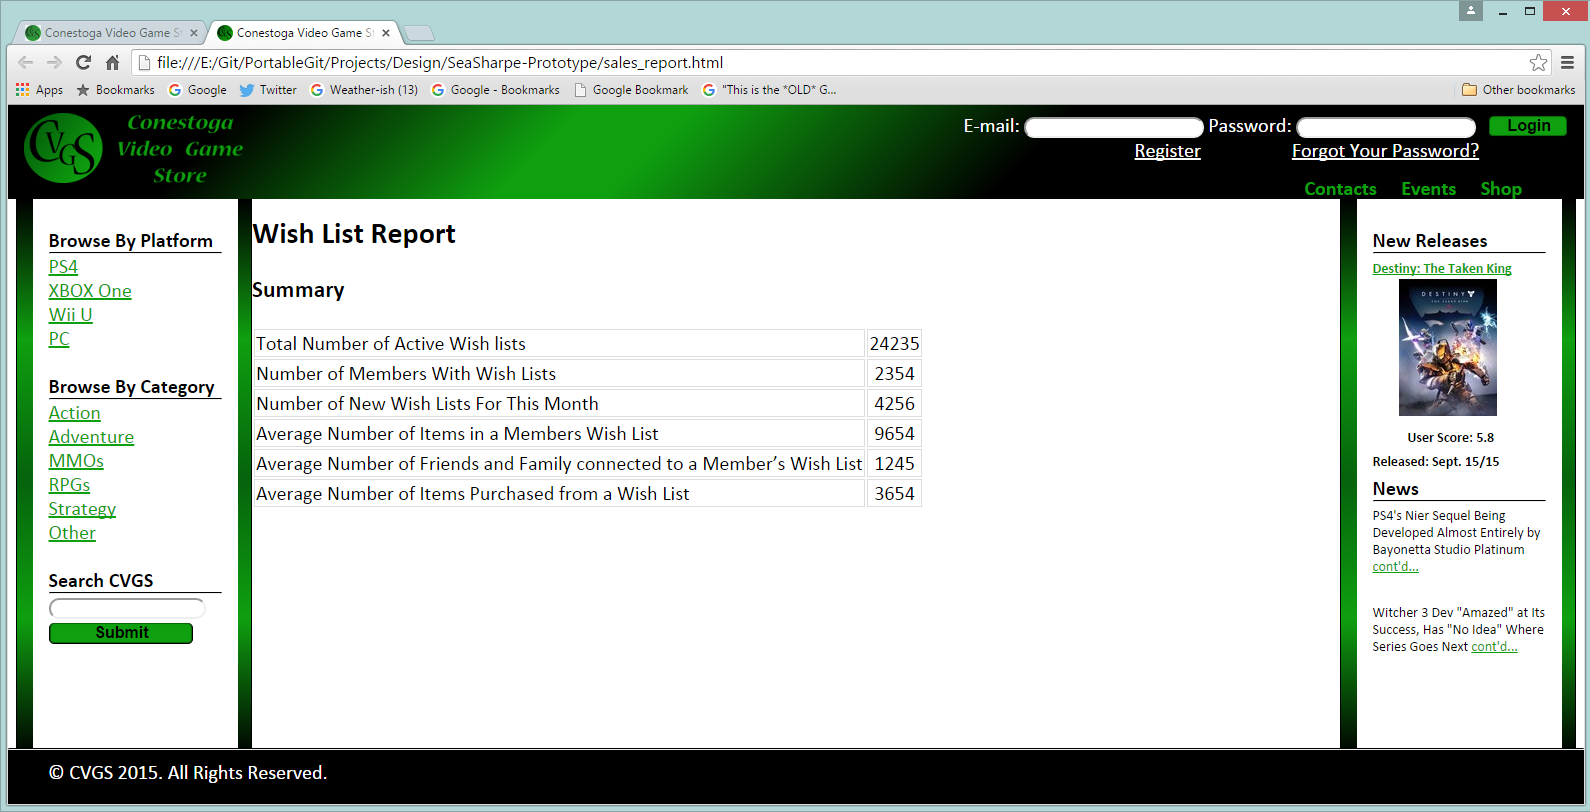 Conestoga Video Game S
Conestoga Video Game S
file:///E:/Git/PortableGit/Projects/Design/SeaSharpe-Prototype/sales_report.html
Apps Bookmarks Google Twitter Weather-ish (13) Google - Bookmarks Google Bookmark "This is the *OLD* G... Other bookmarks
CVGS
Conestoga
Video Game
Store
E-mail: Password: Login
Register Forgot Your Password?
Contacts Events Shop
Browse By Platform
PS4
XBOX One
Wii U
PC
Browse By Category
Action
Adventure
MMOs
RPGs
Strategy
Other
Search CVGS
Submit
Wish List Report
Summary
Total Number of Active Wish lists 24235
Number of Members With Wish Lists 2354
Number of New Wish Lists For This Month 4256
Average Number of Items in a Members Wish List 9654
Average Number of Friends and Family connected to a Member’s Wish List 1245
Average Number of Items Purchased from a Wish List 3654
New Releases
Destiny: The Taken King
DESTINY
THE TAKEN KING
User Score: 5.8
Released: Sept. 15/15
News
PS4's Nier Sequel Being
Developed Almost Entirely by
Bayonetta Studio Platinum
cont'd...
Witcher 3 Dev "Amazed" at Its
Success, Has "No Idea" Where
Series Goes Next cont'd...
© CVGS 2015. All Rights Reserved.